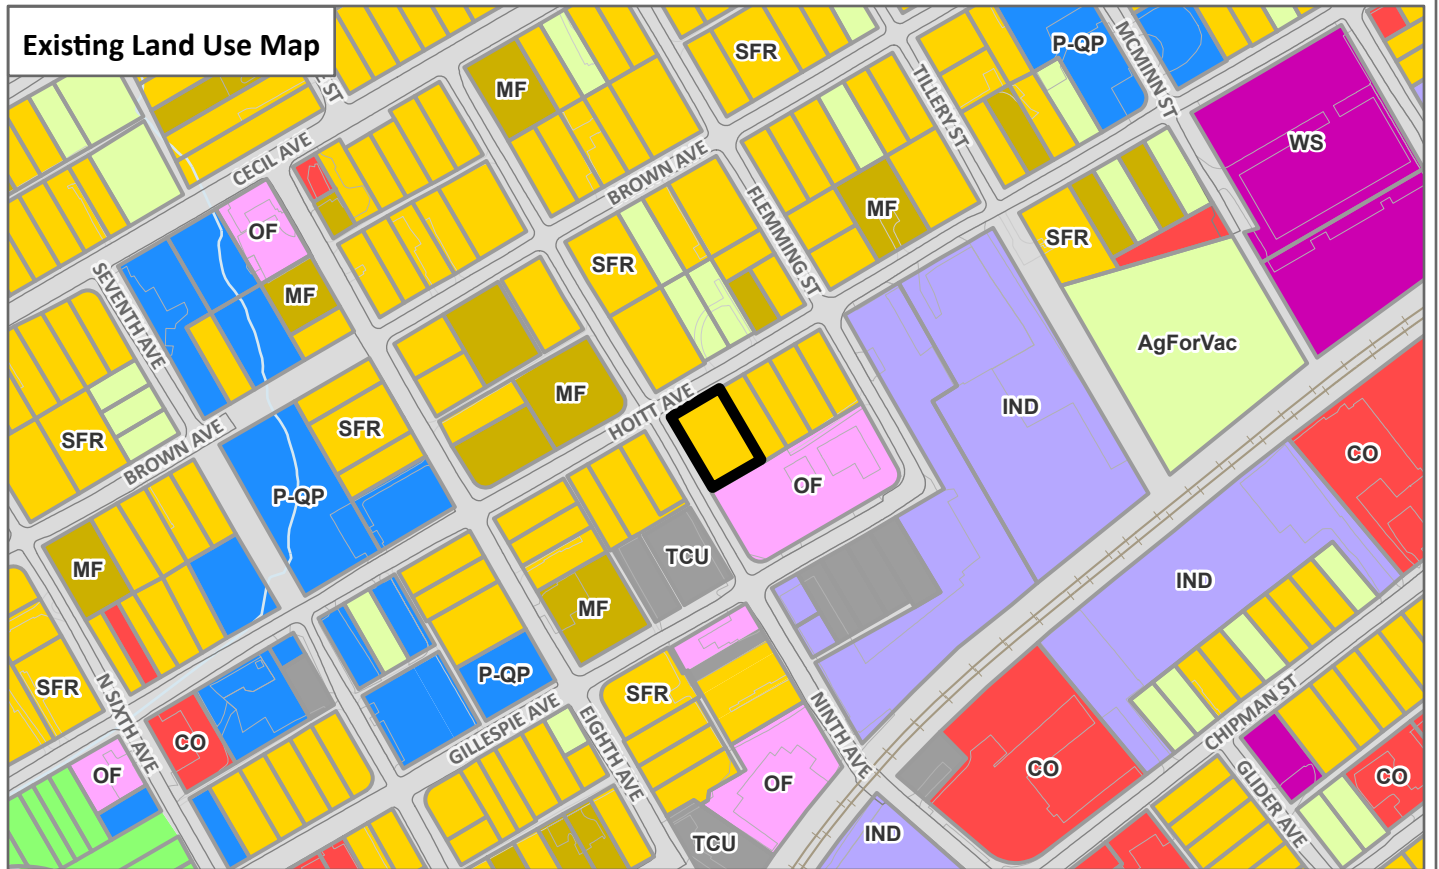 Existing Land Use Map
ST
CECIL AVE
MF
SFR
P-QP
MCMINN ST
TILLERY ST
WS
BROWN AVE
FLEMMING ST
MF
SFR
OF
SEVENTH AVE
MF
SFR
AgForVac
IND
MF
HOITT AVE
SFR
BROWN AVE
SFR
P-QP
OF
CO
MF
TCU
MF
IND
SFR
N SIXTH AVE
P-QP
SFR
CO
GILLESPIE AVE
EIGHTH AVE
NINTH AVE
CHIPMAN ST
OF
OF
CO
GLIDER AVE
CO
TCU
IND